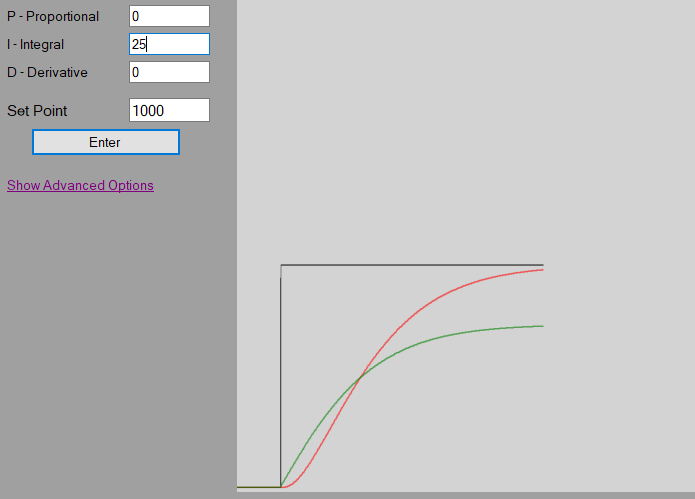 P - Proportional 0
I - Integral 25
D - Derivative 0
Set Point 1000
Enter
Show Advanced Options